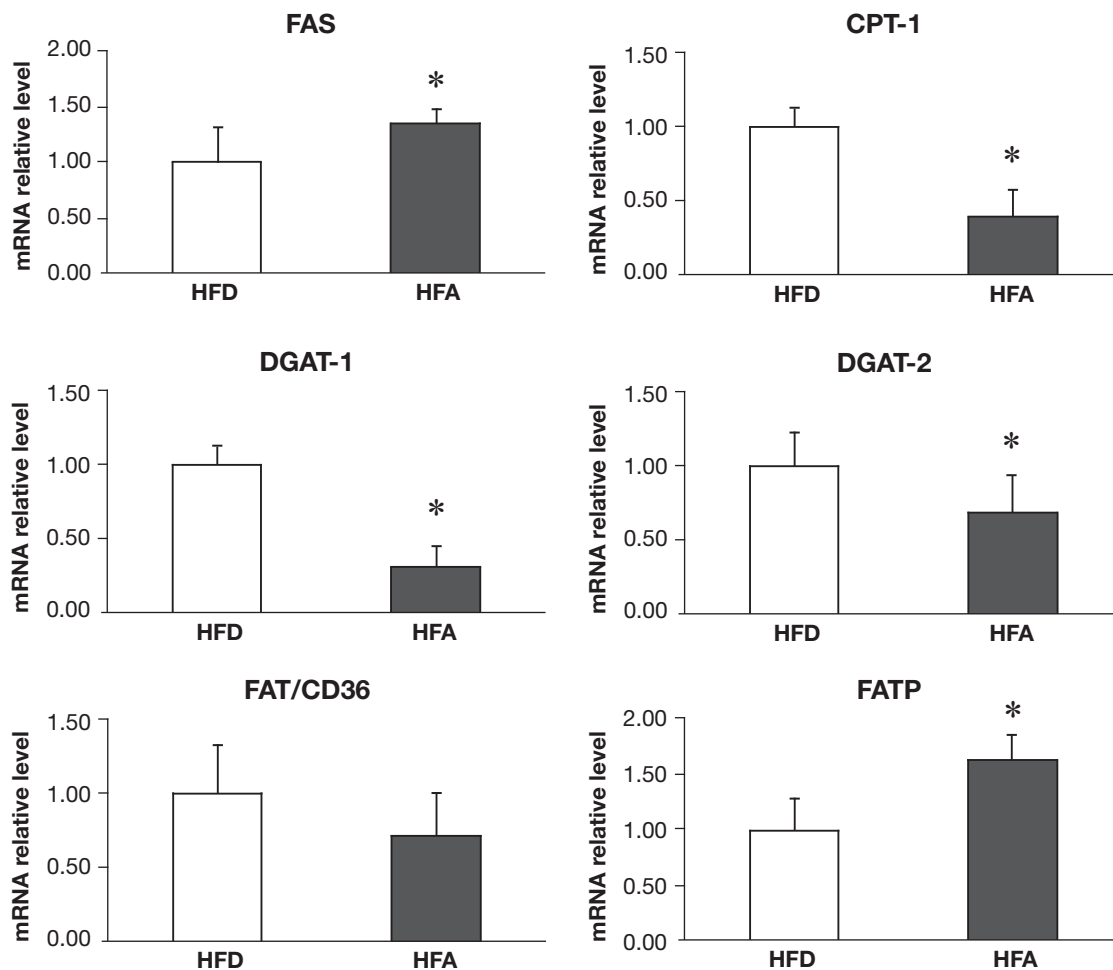 FAS
mRNA relative level
2.00
1.50
*
1.00
0.50
0.00
HFD HFA
CPT-1
mRNA relative level
1.50
1.00
*
0.50
0.00
HFD HFA
DGAT-1
mRNA relative level
1.50
1.00
*
0.50
0.00
HFD HFA
DGAT-2
mRNA relative level
1.50
*
1.00
0.50
0.00
HFD HFA
FAT/CD36
mRNA relative level
1.50
1.00
0.50
0.00
HFD HFA
FATP
mRNA relative level
*
2.00
1.50
1.00
0.50
0.00
HFD HFA